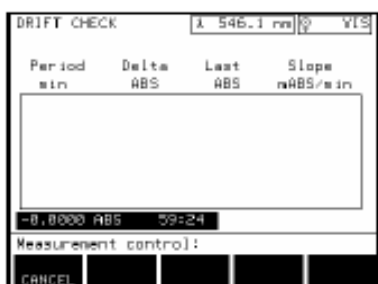 DRIFT CHECK λ 546.1 nm VIS
Period Delta Last Slope
min ABS ABS mABS/min
-0.0000 ABS 59:24
Measurement control:
CANCEL